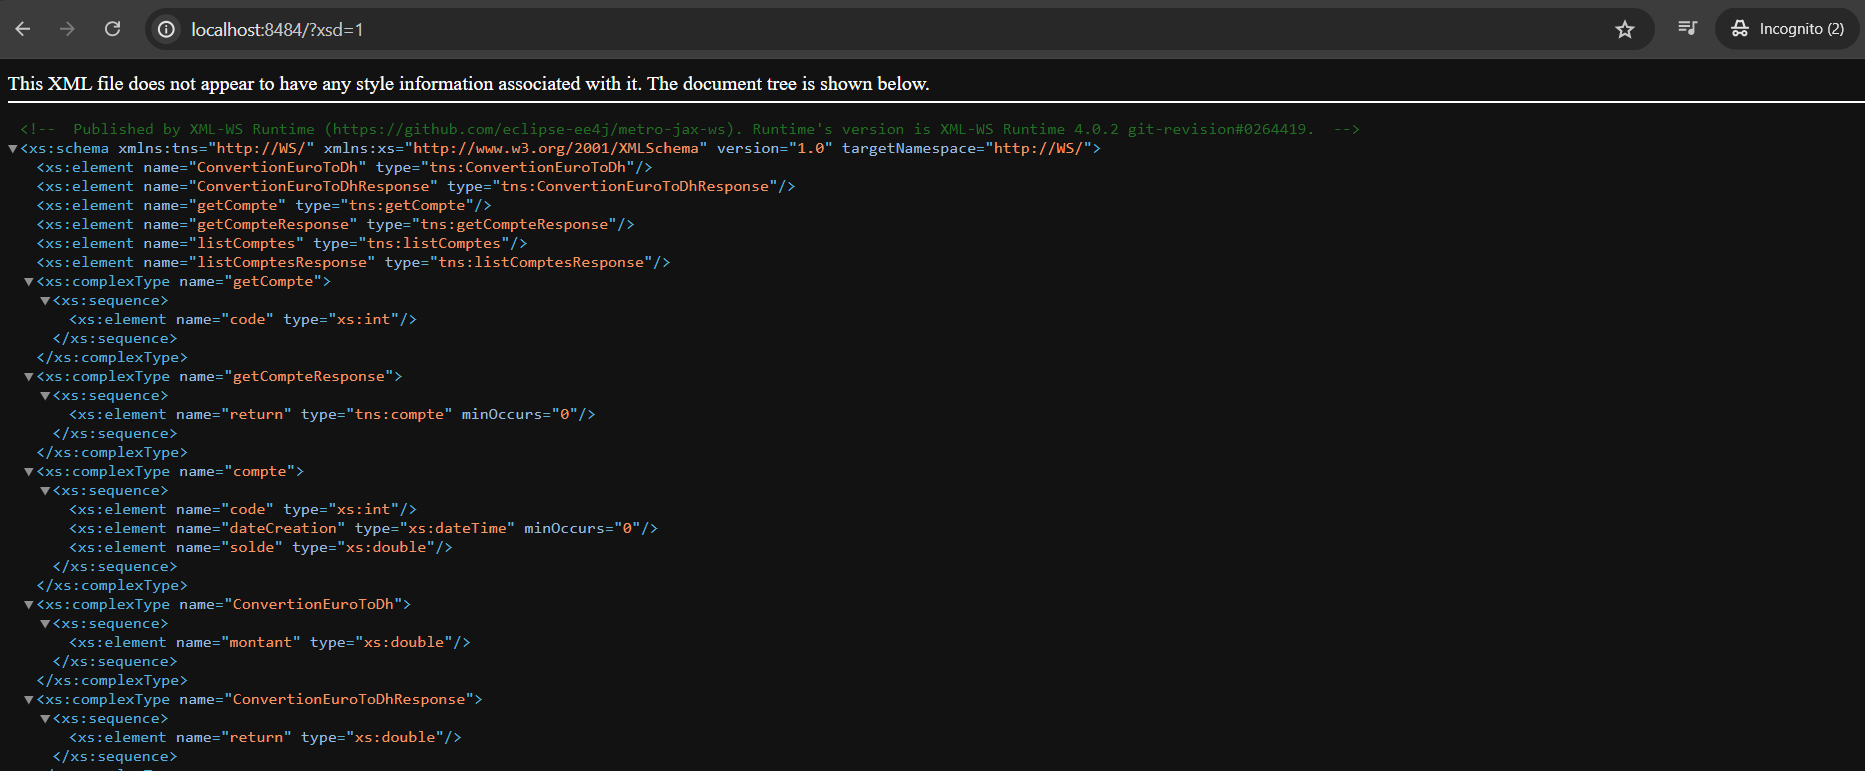 localhost:8484/?xsd=1
Incognito (2)
This XML file does not appear to have any style information associated with it. The document tree is shown below.
<!--  Published by XML-WS Runtime (https://github.com/eclipse-ee4j/metro-jax-ws). Runtime's version is XML-WS Runtime 4.0.2 git-revision#0264419.  -->
▼<xs:schema xmlns:tns="http://WS/" xmlns:xs="http://www.w3.org/2001/XMLSchema" version="1.0" targetNamespace="http://WS/">
<xs:element name="ConvertionEuroToDh" type="tns:ConvertionEuroToDh"/>
<xs:element name="ConvertionEuroToDhResponse" type="tns:ConvertionEuroToDhResponse"/>
<xs:element name="getCompte" type="tns:getCompte"/>
<xs:element name="getCompteResponse" type="tns:getCompteResponse"/>
<xs:element name="listComptes" type="tns:listComptes"/>
<xs:element name="listComptesResponse" type="tns:listComptesResponse"/>
▼<xs:complexType name="getCompte">
▼<xs:sequence>
<xs:element name="code" type="xs:int"/>
</xs:sequence>
</xs:complexType>
▼<xs:complexType name="getCompteResponse">
▼<xs:sequence>
<xs:element name="return" type="tns:compte" minOccurs="0"/>
</xs:sequence>
</xs:complexType>
▼<xs:complexType name="compte">
▼<xs:sequence>
<xs:element name="code" type="xs:int"/>
<xs:element name="dateCreation" type="xs:dateTime" minOccurs="0"/>
<xs:element name="solde" type="xs:double"/>
</xs:sequence>
</xs:complexType>
▼<xs:complexType name="ConvertionEuroToDh">
▼<xs:sequence>
<xs:element name="montant" type="xs:double"/>
</xs:sequence>
</xs:complexType>
▼<xs:complexType name="ConvertionEuroToDhResponse">
▼<xs:sequence>
<xs:element name="return" type="xs:double"/>
</xs:sequence>